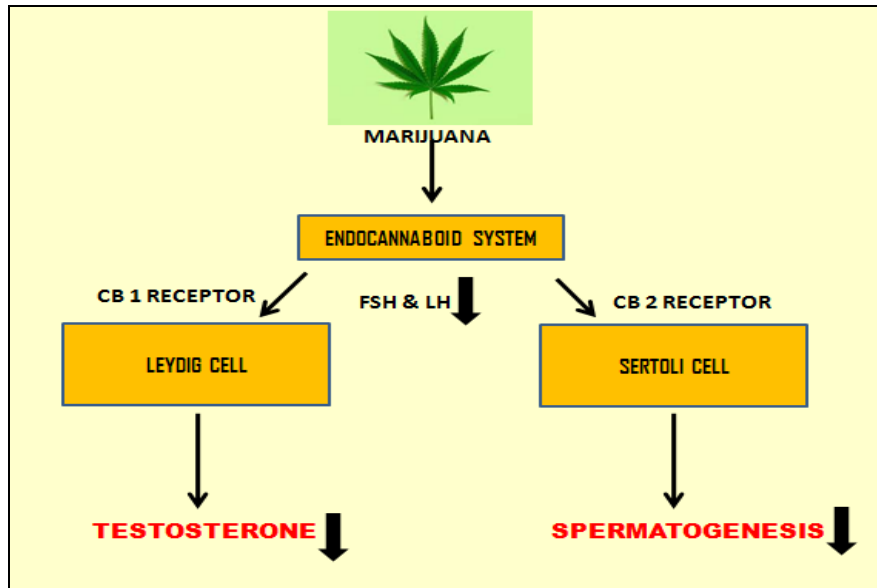 MARIJUANA
ENDOCANNABOID SYSTEM
CB 1 RECEPTOR
FSH & LH
CB 2 RECEPTOR
LEYDIG CELL
SERTOLI CELL
TESTOSTERONE
SPERMATOGENESIS